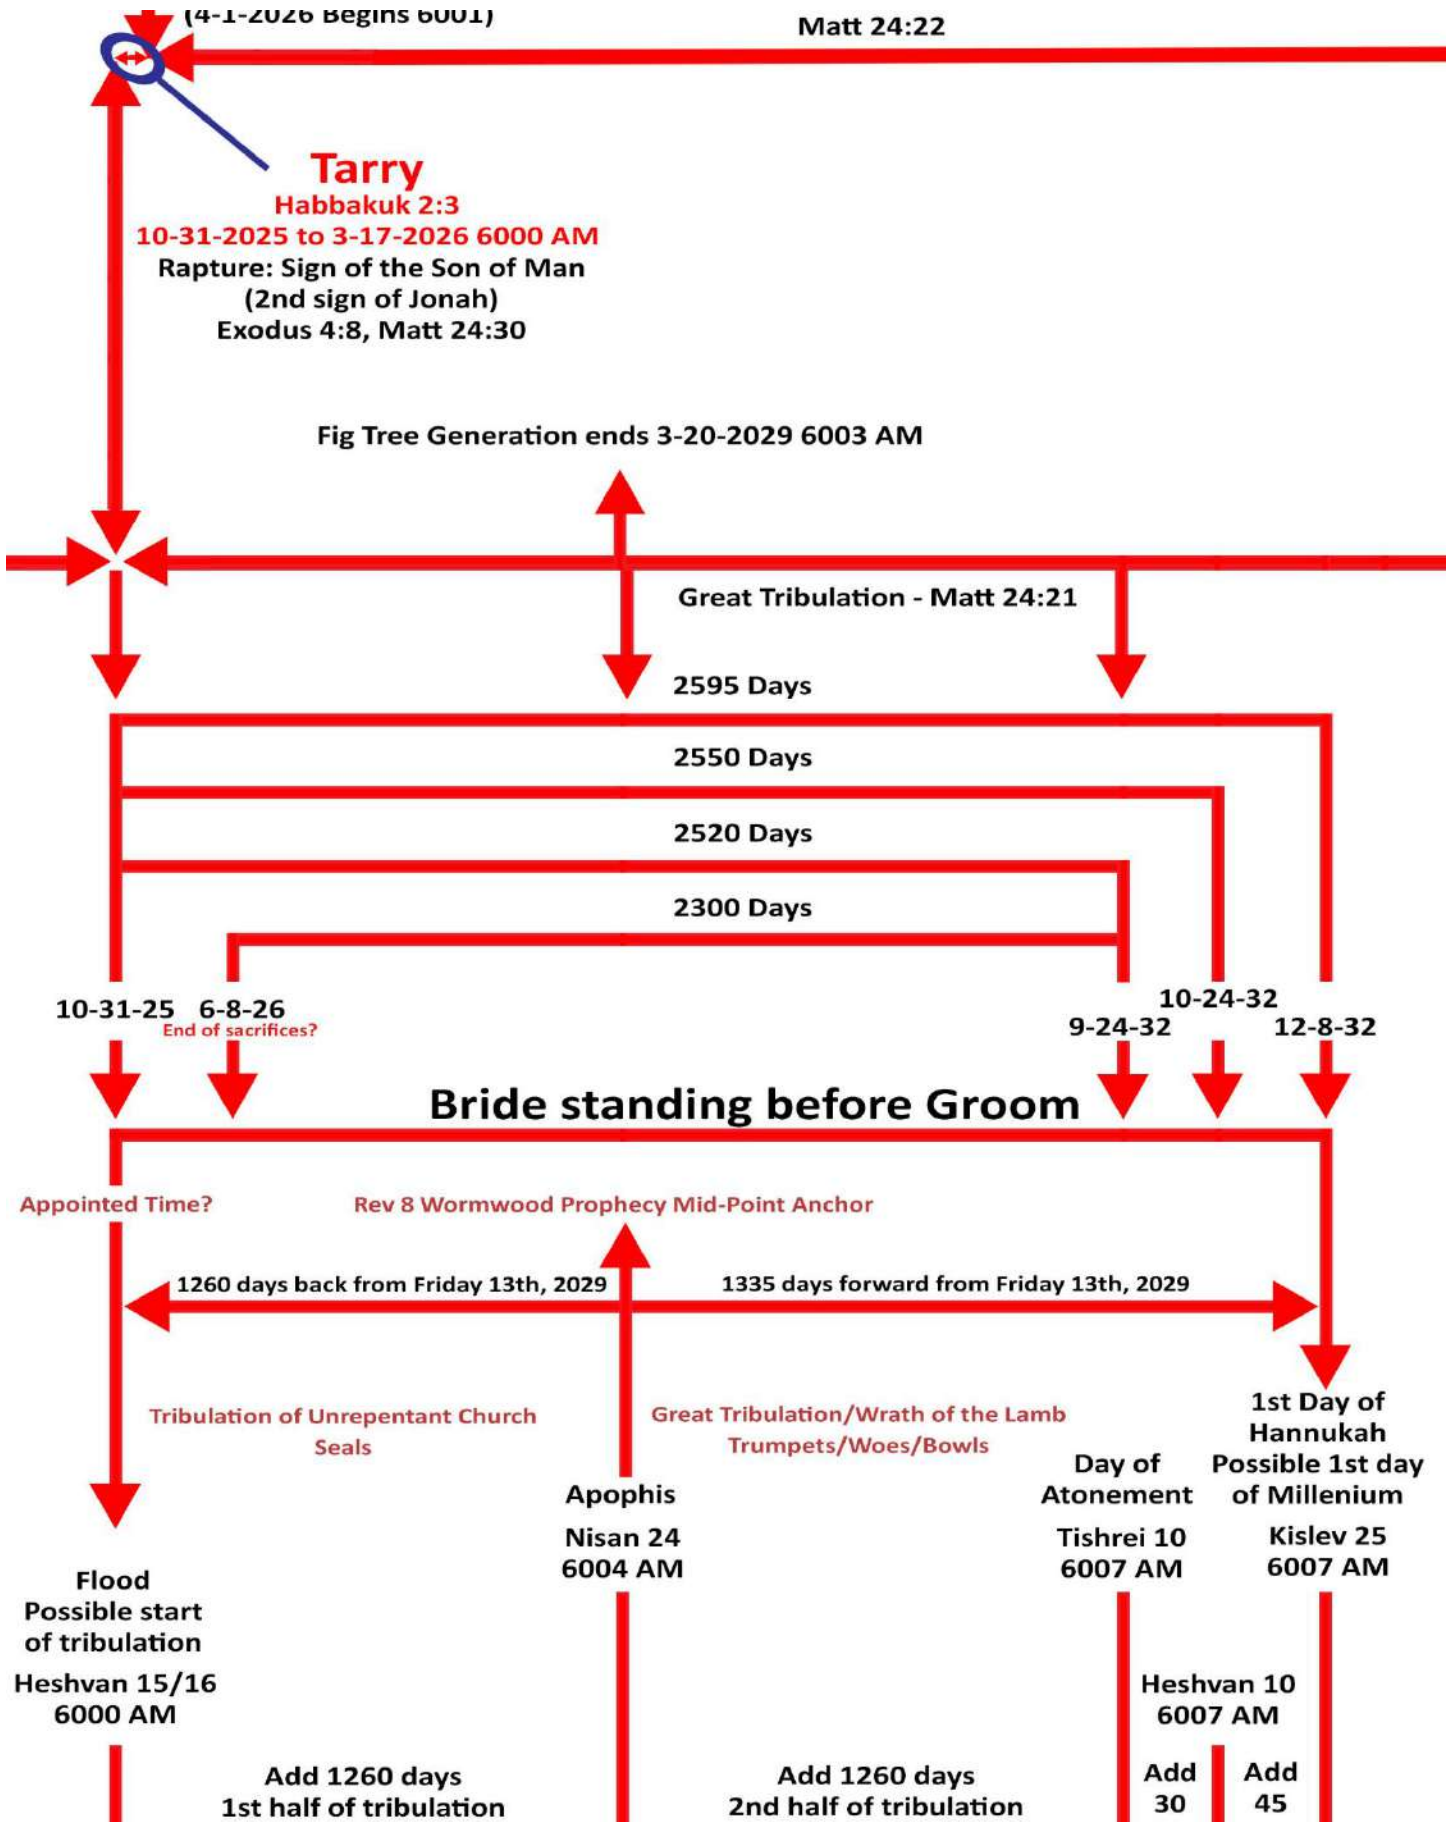 (4-1-2026 Begins 6001)
Matt 24:22
Tarry
Habbakuk 2:3
10-31-2025 to 3-17-2026 6000 AM
Rapture: Sign of the Son of Man
(2nd sign of Jonah)
Exodus 4:8, Matt 24:30
Fig Tree Generation ends 3-20-2029 6003 AM
Great Tribulation - Matt 24:21
2595 Days
2550 Days
2520 Days
2300 Days
10-31-25
6-8-26
End of sacrifices?
9-24-32
10-24-32
12-8-32
Bride standing before Groom
Appointed Time?
Rev 8 Wormwood Prophecy Mid-Point Anchor
1260 days back from Friday 13th, 2029
1335 days forward from Friday 13th, 2029
Tribulation of Unrepentant Church
Seals
Great Tribulation/Wrath of the Lamb
Trumpets/Woes/Bowls
Apophis
Nisan 24
6004 AM
Day of
Atonement
Tishrei 10
6007 AM
1st Day of
Hannukah
Possible 1st day
of Millenium
Kislev 25
6007 AM
Flood
Possible start
of tribulation
Heshvan 15/16
6000 AM
Heshvan 10
6007 AM
Add 1260 days
1st half of tribulation
Add 1260 days
2nd half of tribulation
Add
30
Add
45